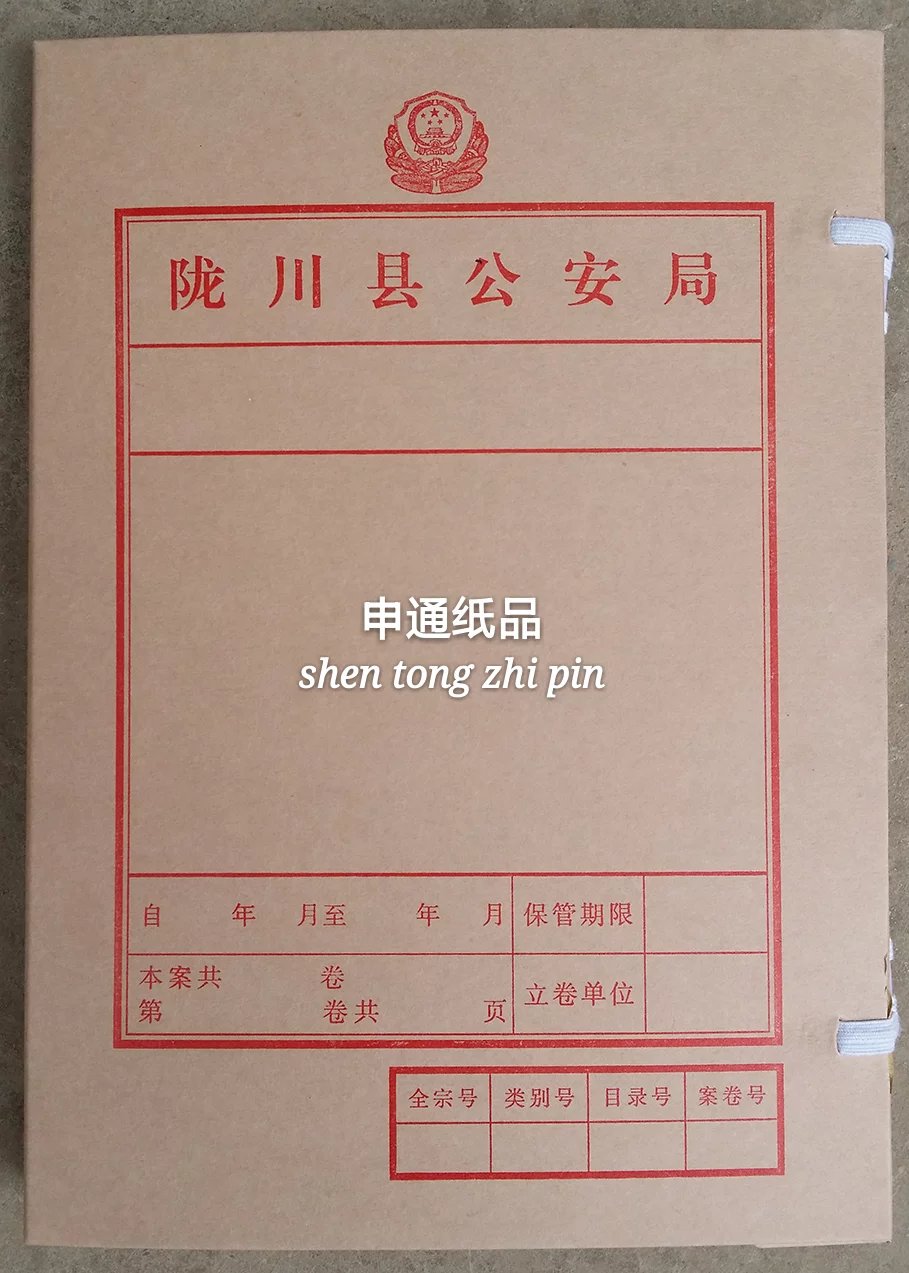 陇川县公安局
申通纸品
shen tong zhi pin
自 年 月至 年 月 保管期限
本案共 卷
第 卷共 页 立卷单位
全宗号 类别号 目录号 案卷号